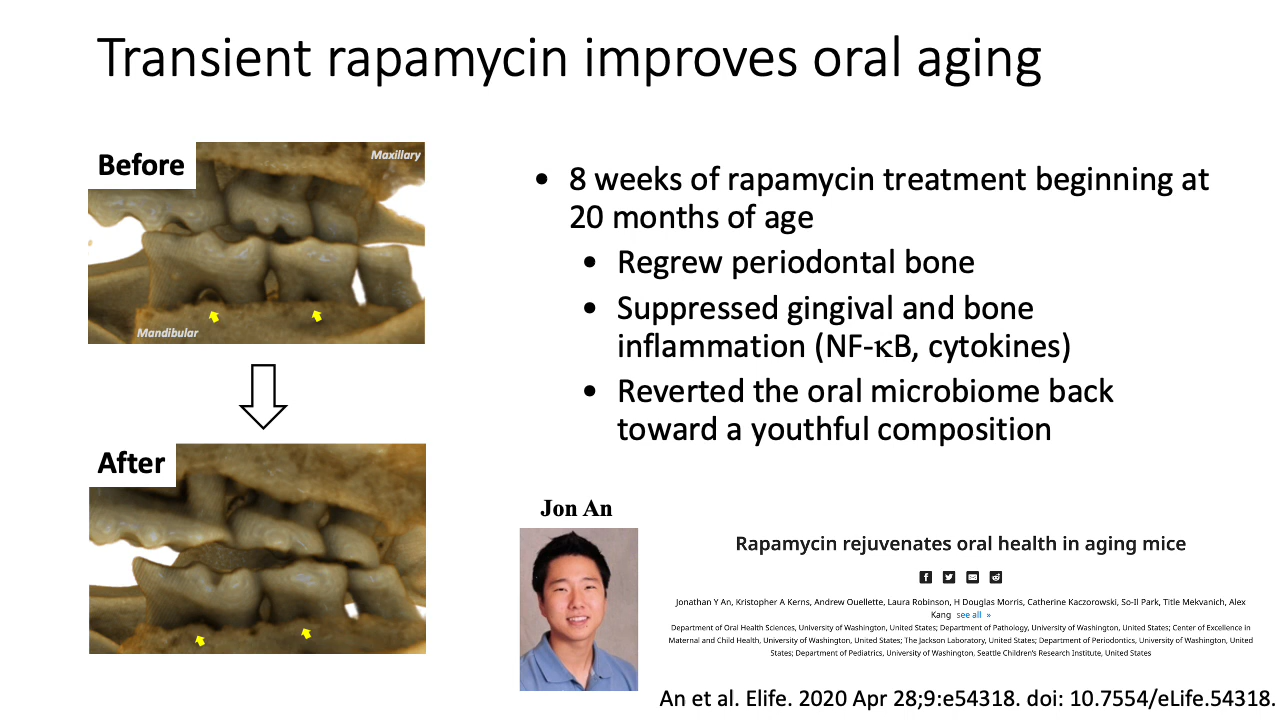 Transient rapamycin improves oral aging
Before
Maxillary
Mandibular
After
• 8 weeks of rapamycin treatment beginning at
20 months of age
• Regrew periodontal bone
• Suppressed gingival and bone
inflammation (NF-κB, cytokines)
• Reverted the oral microbiome back
toward a youthful composition
Jon An
Rapamycin rejuvenates oral health in aging mice
Jonathan Y An, Kristopher A Kerns, Andrew Ouellette, Laura Robinson, H Douglas Morris, Catherine Kaczorowski, So-Il Park, Title Mekvanich, Alex
Kang see all »
Department of Oral Health Sciences, University of Washington, United States; Department of Pathology, University of Washington, United States; Center of Excellence in
Maternal and Child Health, University of Washington, United States; The Jackson Laboratory, United States; Department of Periodontics, University of Washington, United
States; Department of Pediatrics, University of Washington, Seattle Children's Research Institute, United States
An et al. Elife. 2020 Apr 28;9:e54318. doi: 10.7554/eLife.54318.